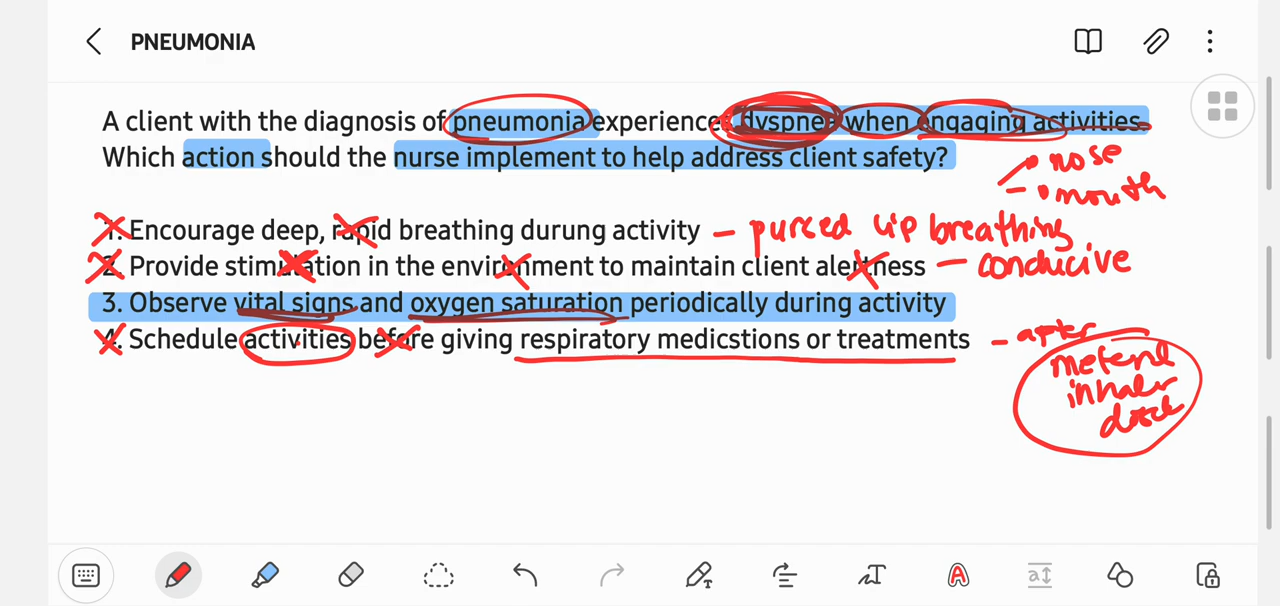 PNEUMONIA
A client with the diagnosis of pneumonia experiences dyspnea when engaging activities.
Which action should the nurse implement to help address client safety?
nose
mouth
1. Encourage deep, rapid breathing durung activity - pursed lip breathing
2. Provide stimulation in the environment to maintain client alertness - conducive
3. Observe vital signs and oxygen saturation periodically during activity
4. Schedule activities before giving respiratory medicstions or treatments - after
inhaler